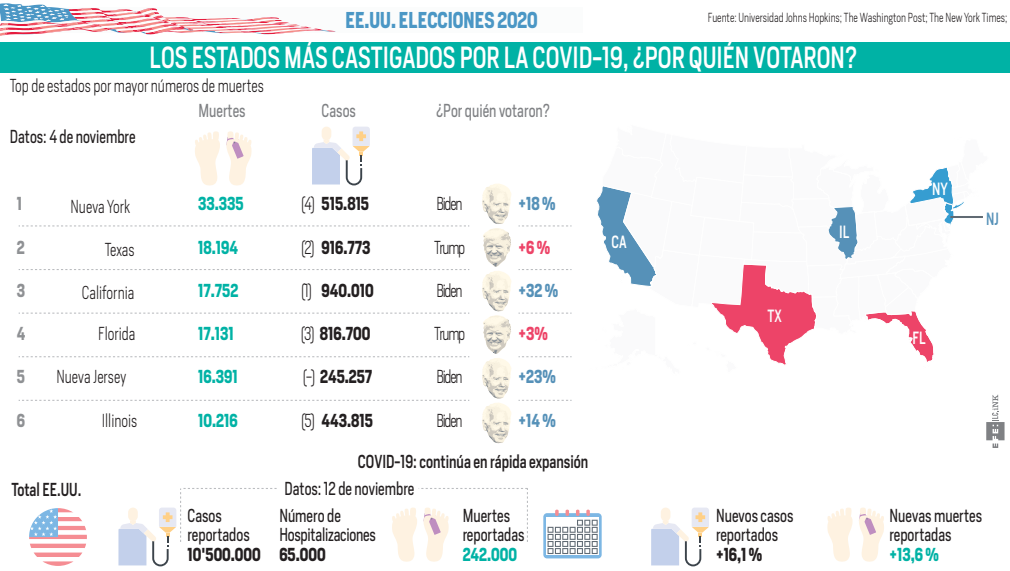 EE.UU. ELECCIONES 2020
Fuente: Universidad Johns Hopkins; The Washington Post; The New York Times;
LOS ESTADOS MÁS CASTIGADOS POR LA COVID-19, ¿POR QUIÉN VOTARON?
Top de estados por mayor números de muertes
Muertes Casos ¿Por quién votaron?
Datos: 4 de noviembre
1 Nueva York 33.335 (4) 515.815 Biden +18 %
2 Texas 18.194 (2) 916.773 Trump +6 %
3 California 17.752 (1) 940.010 Biden +32 %
4 Florida 17.131 (3) 816.700 Trump +3%
5 Nueva Jersey 16.391 (-) 245.257 Biden +23%
6 Illinois 10.216 (5) 443.815 Biden +14 %
NY
NJ
IL
CA
TX
FL
EFE: LC.iNK
COVID-19: continúa en rápida expansión
Total EE.UU.
Datos: 12 de noviembre
Casos
reportados
10'500.000
Número de
Hospitalizaciones
65.000
Muertes
reportadas
242.000
Nuevos casos
reportados
+16,1 %
Nuevas muertes
reportadas
+13,6 %